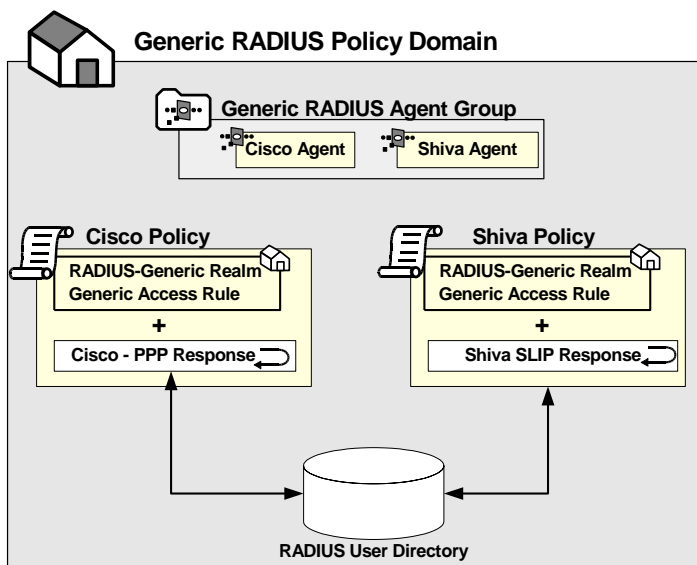 Generic RADIUS Policy Domain
Generic RADIUS Agent Group
Cisco Agent
Shiva Agent
Cisco Policy
RADIUS-Generic Realm
Generic Access Rule
+
Cisco - PPP Response
Shiva Policy
RADIUS-Generic Realm
Generic Access Rule
+
Shiva SLIP Response
RADIUS User Directory